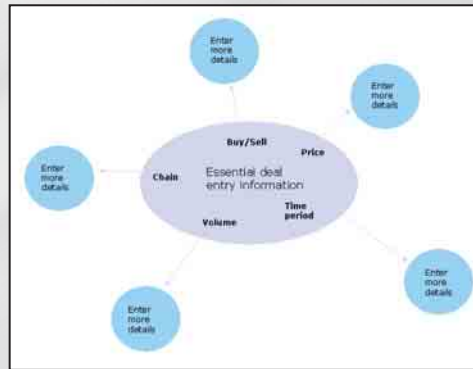 Enter
more
details
Enter
more
details
Buy/Sell
Price
Enter
more
details
Chain
Essential deal
entry information
Time
period
Volume
Enter
more
details
Enter
more
details